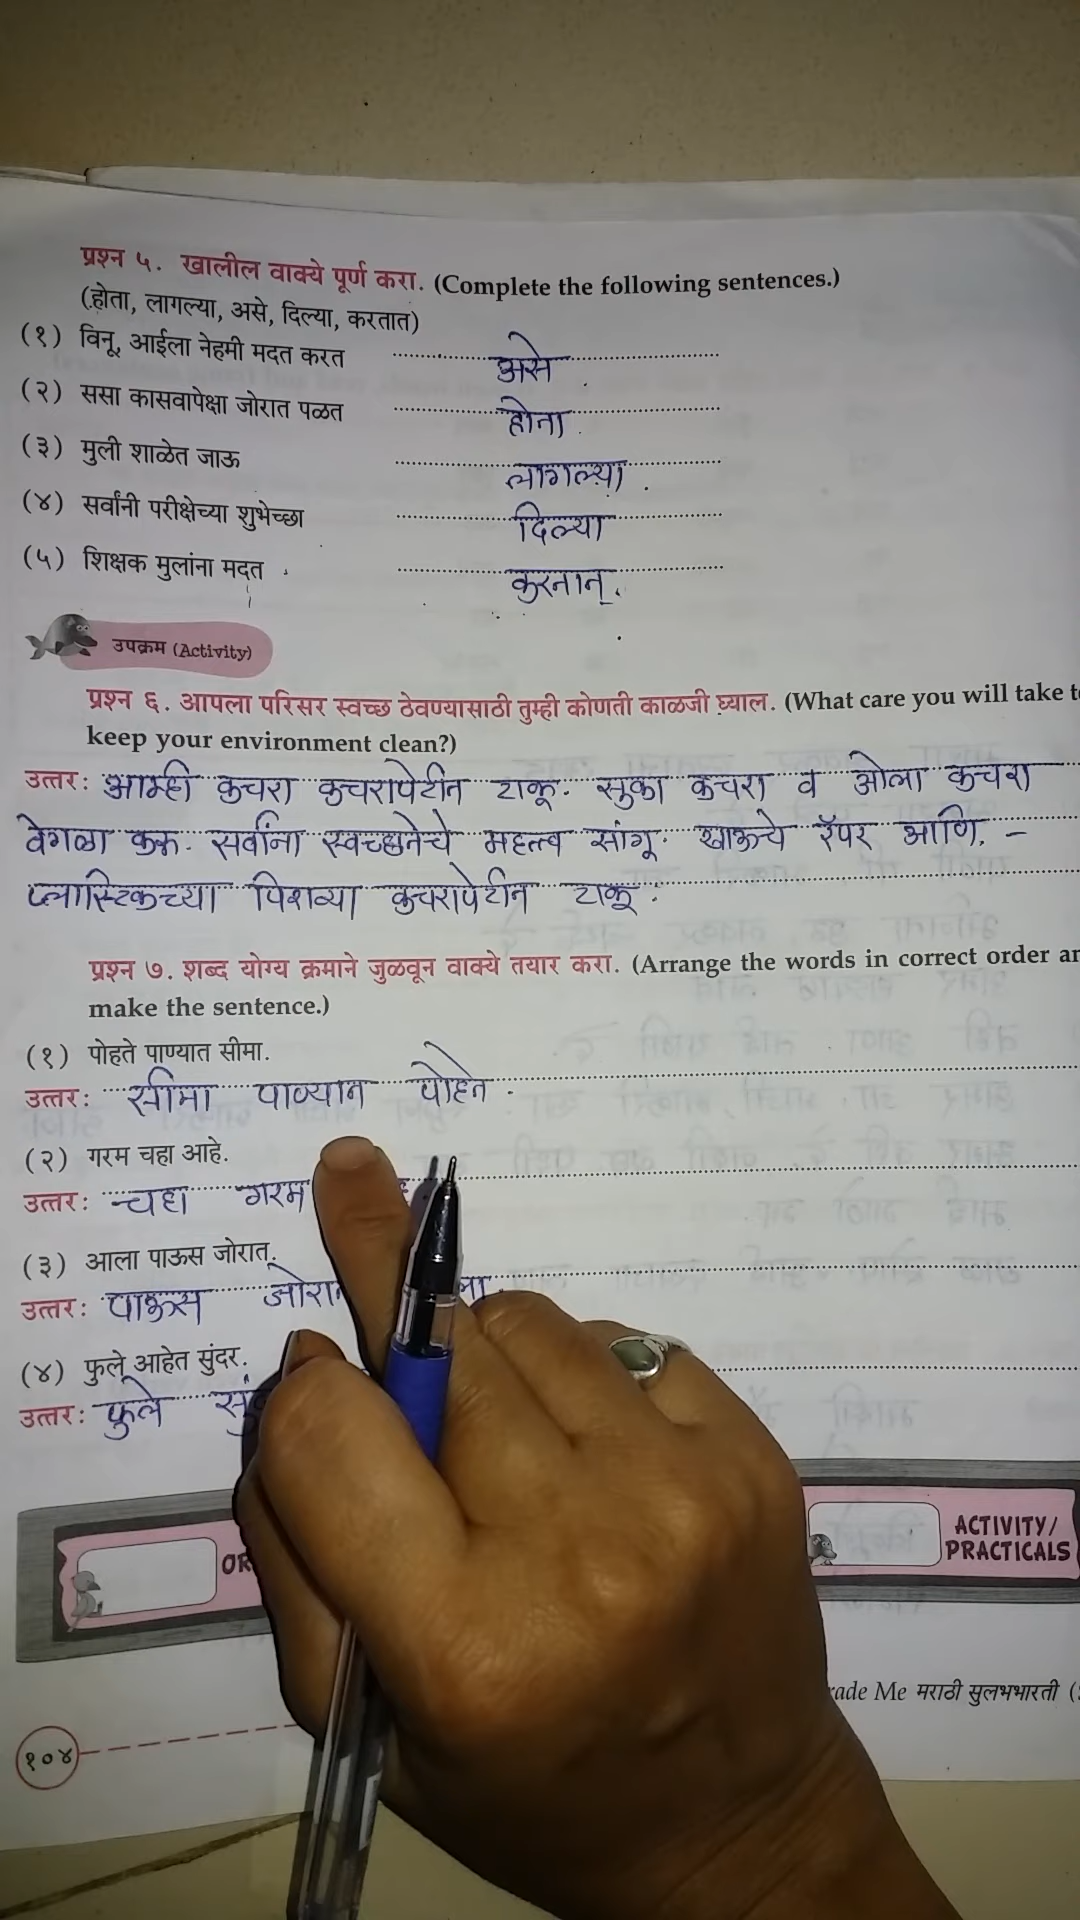 प्रश्न ५. खालील वाक्ये पूर्ण करा. (Complete the following sentences.)
(होता, लागल्या, असे, दिल्या, करतात)
(१) विनू, आईला नेहमी मदत करत असे .
(२) ससा कासवापेक्षा जोरात पळत होता .
(३) मुली शाळेत जाऊ लागल्या .
(४) सर्वांनी परीक्षेच्या शुभेच्छा दिल्या
(५) शिक्षक मुलांना मदत करतात.
उपक्रम (Activity)
प्रश्न ६. आपला परिसर स्वच्छ ठेवण्यासाठी तुम्ही कोणती काळजी घ्याल. (What care you will take
keep your environment clean?)
उत्तर: आम्ही कचरा कचरापेटीत टाकू. सुका कचरा व ओला कचरा
वेगळा करू. सर्वांना स्वच्छतेचे महत्त्व सांगू. खाऊचे रॅपर आणि. -
प्लास्टिकच्या पिशव्या कचरापेटीत टाकू.
प्रश्न ७. शब्द योग्य क्रमाने जुळवून वाक्ये तयार करा. (Arrange the words in correct order
make the sentence.)
(१) पोहते पाण्यात सीमा.
उत्तर: सीमा पाण्यात पोहते.
(२) गरम चहा आहे.
उत्तर: चहा गरम
(३) आला पाऊस जोरात.
उत्तर: पाऊस
(४) फुले आहेत सुंदर.
उत्तर: फुले
ACTIVITY/
PRACTICALS
Me मराठी सुलभभारती
१०४